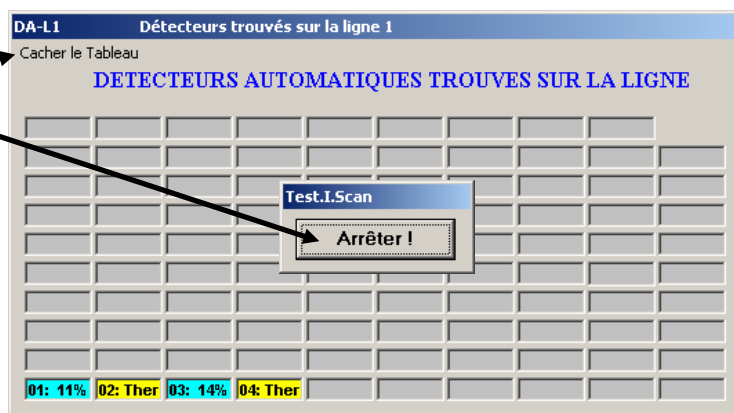 DA-L1 Détecteurs trouvés sur la ligne 1
Cacher le Tableau
DETECTEURS AUTOMATIQUES TROUVES SUR LA LIGNE
Test.I.Scan
Arrêter !
01: 11% 02: Ther 03: 14% 04: Ther